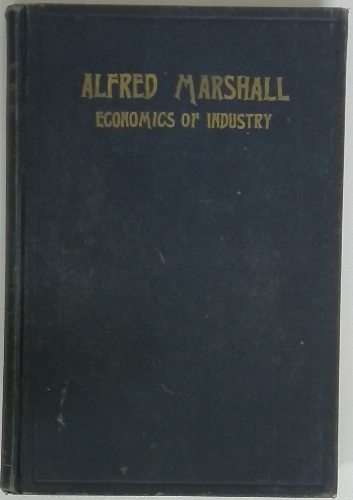 ALFRED MARSHALL
ECONOMICS OF INDUSTRY